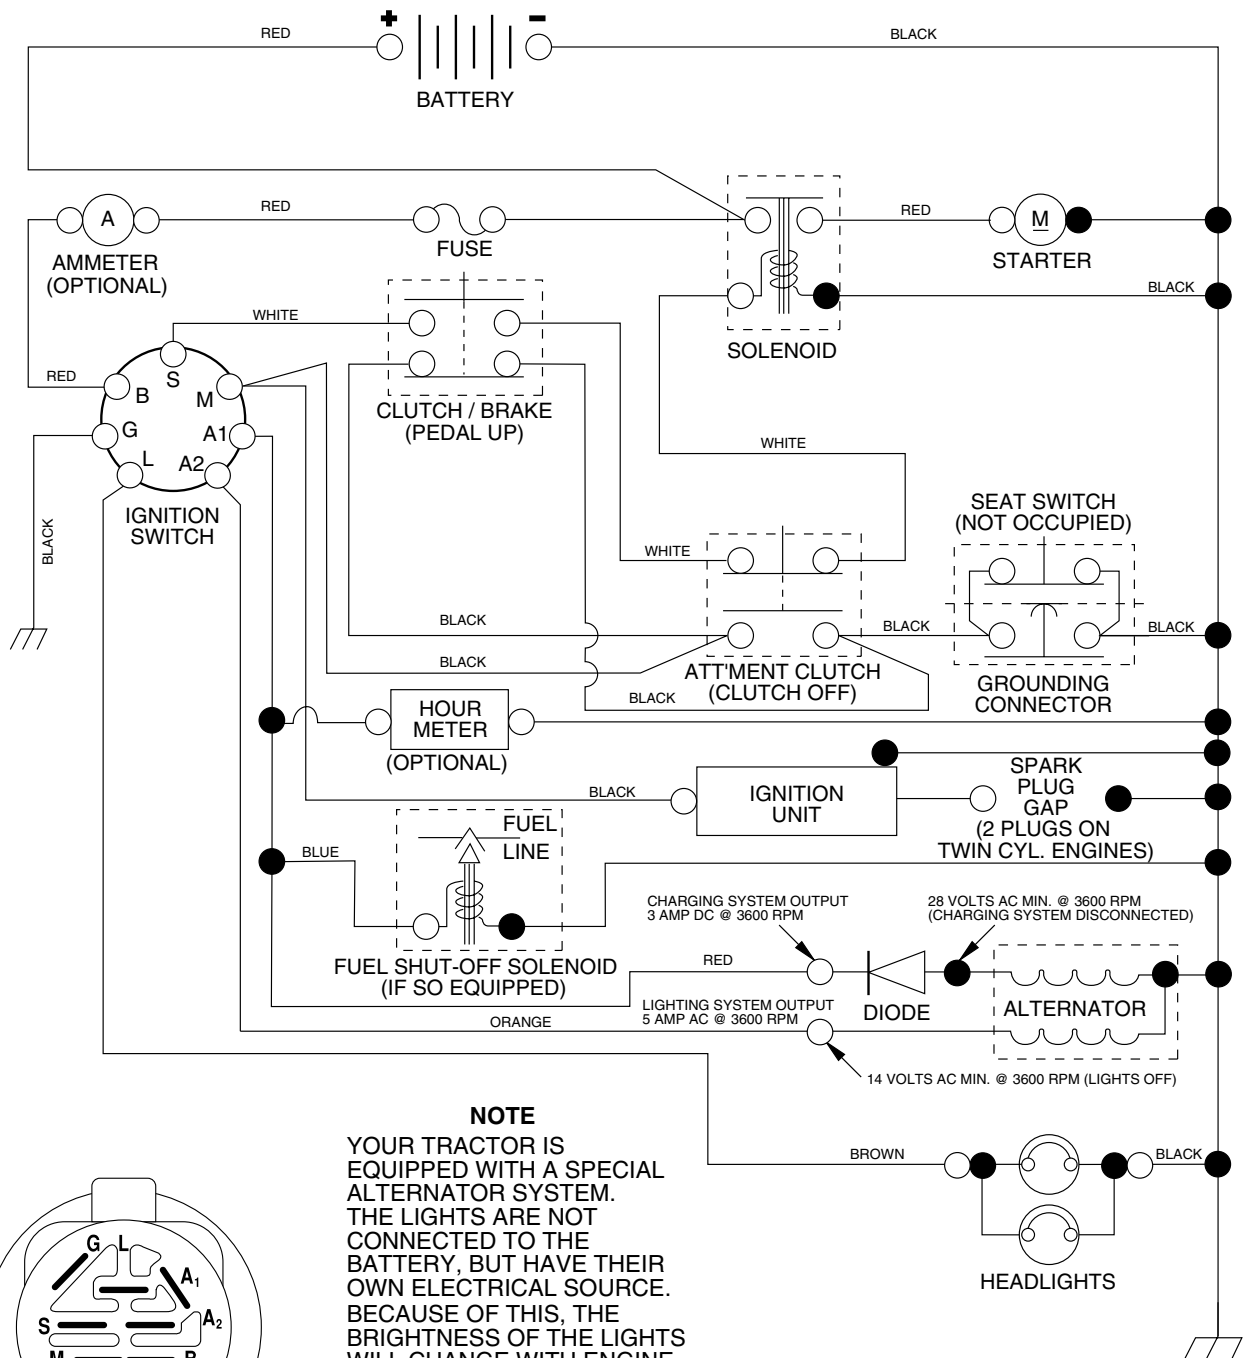 RED
+
-
BLACK
BATTERY
A
RED
RED
M
AMMETER
(OPTIONAL)
FUSE
STARTER
BLACK
WHITE
SOLENOID
RED
S
B
M
G
A1
L
A2
CLUTCH / BRAKE
(PEDAL UP)
WHITE
IGNITION
SWITCH
BLACK
SEAT SWITCH
(NOT OCCUPIED)
WHITE
BLACK
BLACK
BLACK
BLACK
ATT'MENT CLUTCH
(CLUTCH OFF)
BLACK
GROUNDING
CONNECTOR
HOUR
METER
(OPTIONAL)
BLACK
IGNITION
UNIT
SPARK
PLUG
GAP
(2 PLUGS ON
TWIN CYL. ENGINES)
FUEL
LINE
BLUE
CHARGING SYSTEM OUTPUT
3 AMP DC @ 3600 RPM
28 VOLTS AC MIN. @ 3600 RPM
(CHARGING SYSTEM DISCONNECTED)
FUEL SHUT-OFF SOLENOID
(IF SO EQUIPPED)
RED
DIODE
ALTERNATOR
LIGHTING SYSTEM OUTPUT
5 AMP AC @ 3600 RPM
ORANGE
14 VOLTS AC MIN. @ 3600 RPM (LIGHTS OFF)
NOTE
YOUR TRACTOR IS
EQUIPPED WITH A SPECIAL
ALTERNATOR SYSTEM.
THE LIGHTS ARE NOT
CONNECTED TO THE
BATTERY, BUT HAVE THEIR
OWN ELECTRICAL SOURCE.
BECAUSE OF THIS, THE
BRIGHTNESS OF THE LIGHTS
WILL CHANGE WITH ENGINE
BROWN
BLACK
HEADLIGHTS
G
L
A1
A2
S
M
B